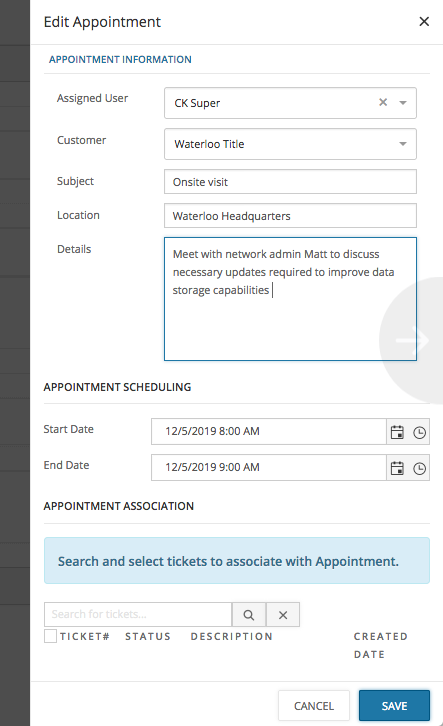 Edit Appointment
APPOINTMENT INFORMATION
Assigned User
CK Super
Customer
Waterloo Title
Subject
Onsite visit
Location
Waterloo Headquarters
Details
Meet with network admin Matt to discuss
necessary updates required to improve data
storage capabilities
APPOINTMENT SCHEDULING
Start Date
12/5/2019 8:00 AM
End Date
12/5/2019 9:00 AM
APPOINTMENT ASSOCIATION
Search and select tickets to associate with Appointment.
Search for tickets...
TICKET# STATUS DESCRIPTION CREATED
DATE
CANCEL SAVE